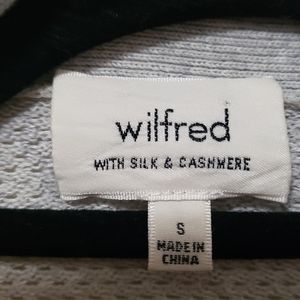 wilfred
WITH SILK & CASHMERE
S
MADE IN
CHINA